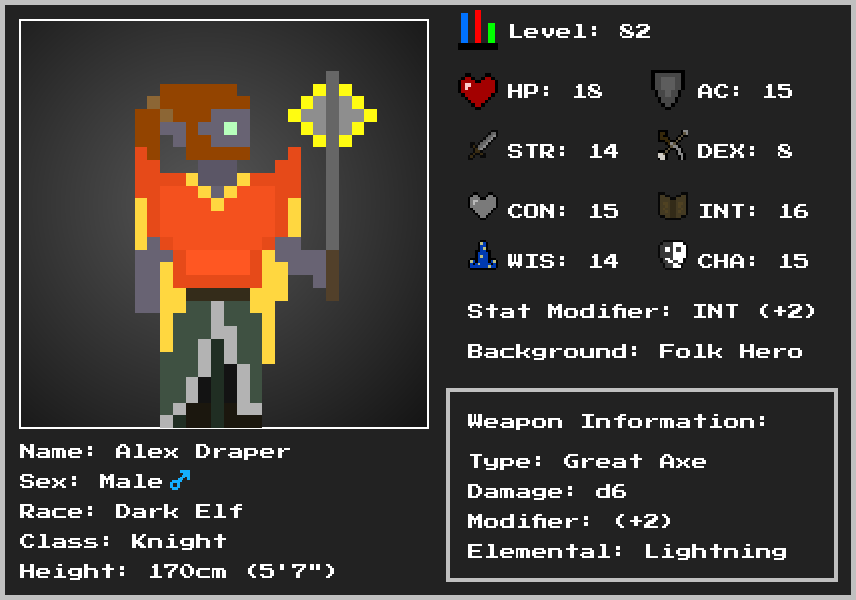 Level: 82
HP: 18
AC: 15
STR: 14
DEX: 8
CON: 15
INT: 16
WIS: 14
CHA: 15
Stat Modifier: INT (+2)
Background: Folk Hero
Weapon Information:
Type: Great Axe
Damage: d6
Modifier: (+2)
Elemental: Lightning
Name: Alex Draper
Sex: Male ♂
Race: Dark Elf
Class: Knight
Height: 170cm (5'7")